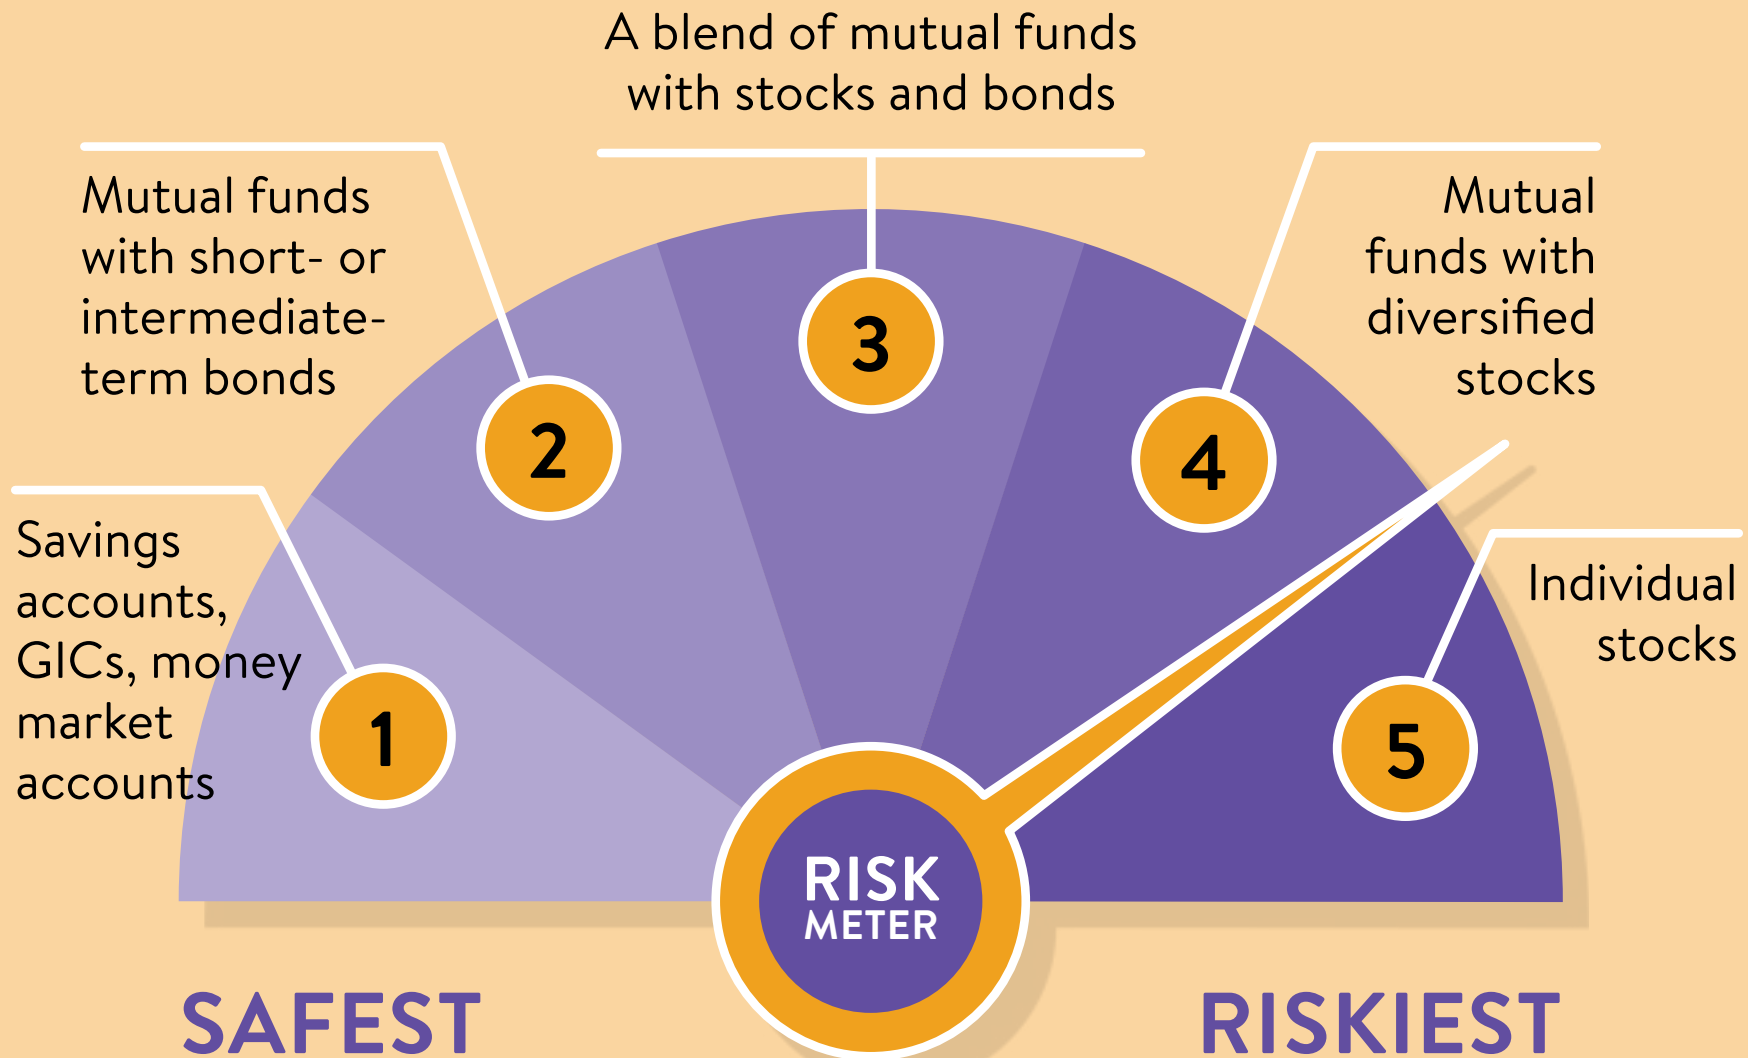 A blend of mutual funds
with stocks and bonds
Mutual funds
with short- or
intermediate-
term bonds
Mutual
funds with
diversified
stocks
Savings
accounts,
GICs, money
market
accounts
Individual
stocks
1
2
3
4
5
RISK
METER
SAFEST
RISKIEST